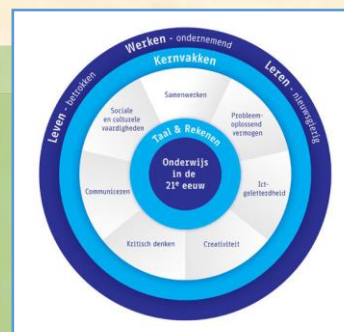 Leven - betrokken
Werken - ondernemend
Leren - nieuwsgierig
Kernvakken
Samenwerken
Sociale
en culturele
vaardigheden
Probleem-
oplossend
vermogen
Taal & Rekenen
Onderwijs
in de
21e eeuw
Communiceren
Ict-
geletterdheid
Kritisch denken
Creativiteit